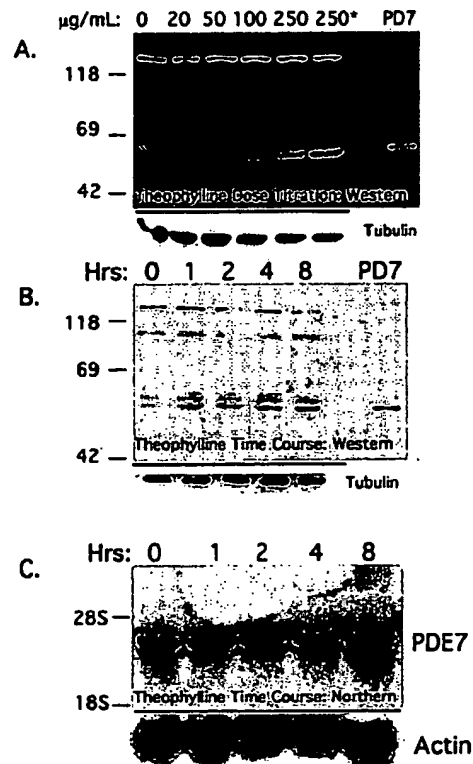 µg/mL: 0 20 50 100 250 250* PD7
A.
118
69
42
Theophylline Dose Titration: Western
Tubulin
Hrs: 0 1 2 4 8 PD7
B.
118
69
42
Theophylline Time Course: Western
Tubulin
Hrs: 0 1 2 4 8
C.
28S
PDE7
18S
Theophylline Time Course: Northern
Actin